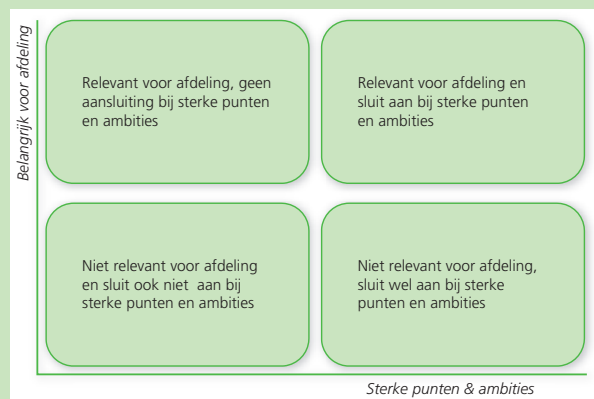 Belangrijk voor afdeling
Relevant voor afdeling, geen
aansluiting bij sterke punten
en ambities
Relevant voor afdeling en
sluit aan bij sterke punten
en ambities
Niet relevant voor afdeling
en sluit ook niet aan bij
sterke punten en ambities
Niet relevant voor afdeling,
sluit wel aan bij sterke
punten en ambities
Sterke punten & ambities